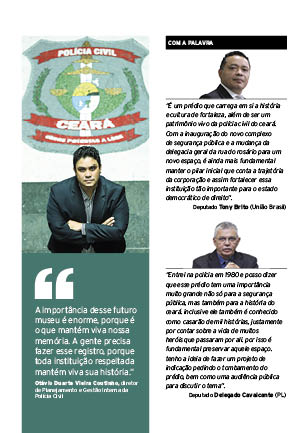 POLÍCIA CIVIL
CEARÁ
A importância desse futuro
museu é enorme, porque é
o que mantém viva nossa
memória. A gente precisa
fazer esse registro, porque
toda instituição respeitada
mantém viva sua história."
Otávio Duarte Vieira Coutinho, diretor
de Planejamento e Gestão Interna da
Polícia Civil
COM A PALAVRA
"É um prédio que carrega em si a história
e cultura de fortaleza, além de ser um
patrimônio vivo da polícia civil do ceará.
Com a inauguração do novo complexo
de segurança pública e a mudança da
delegacia geral da rua do rosário para um
novo espaço, é ainda mais fundamental
manter o pilar inicial que conta a trajetória
da corporação e assim fortalecer essa
instituição tão importante para o estado
democrático de direito".
Deputado Tony Brito (União Brasil)
"Entrei na polícia em 1980 e posso dizer
que esse prédio tem uma importância
muito grande não só para a segurança
pública, mas também para a história do
ceará. inclusive ele também é conhecido
como casarão de mil histórias, justamente
por contar sobre a vida de muitos
heróis que passaram por ali, por isso é
fundamental preservar aquele espaço.
tenho a ideia de fazer um projeto de
indicação pedindo o tombamento do
prédio, bem como uma audiência pública
para discutir o tema".
Deputado Delegado Cavalcante (PL)